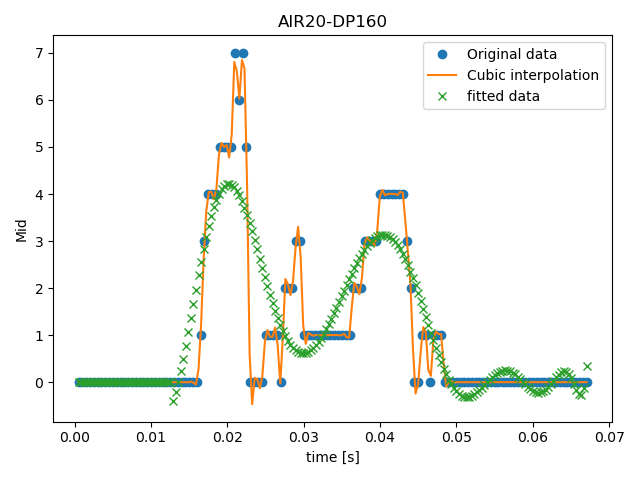 AIR20-DP160
Original data
Cubic interpolation
fitted data
7
6
5
4
3
2
1
0
Mid
0.00 0.01 0.02 0.03 0.04 0.05 0.06 0.07
time [s]